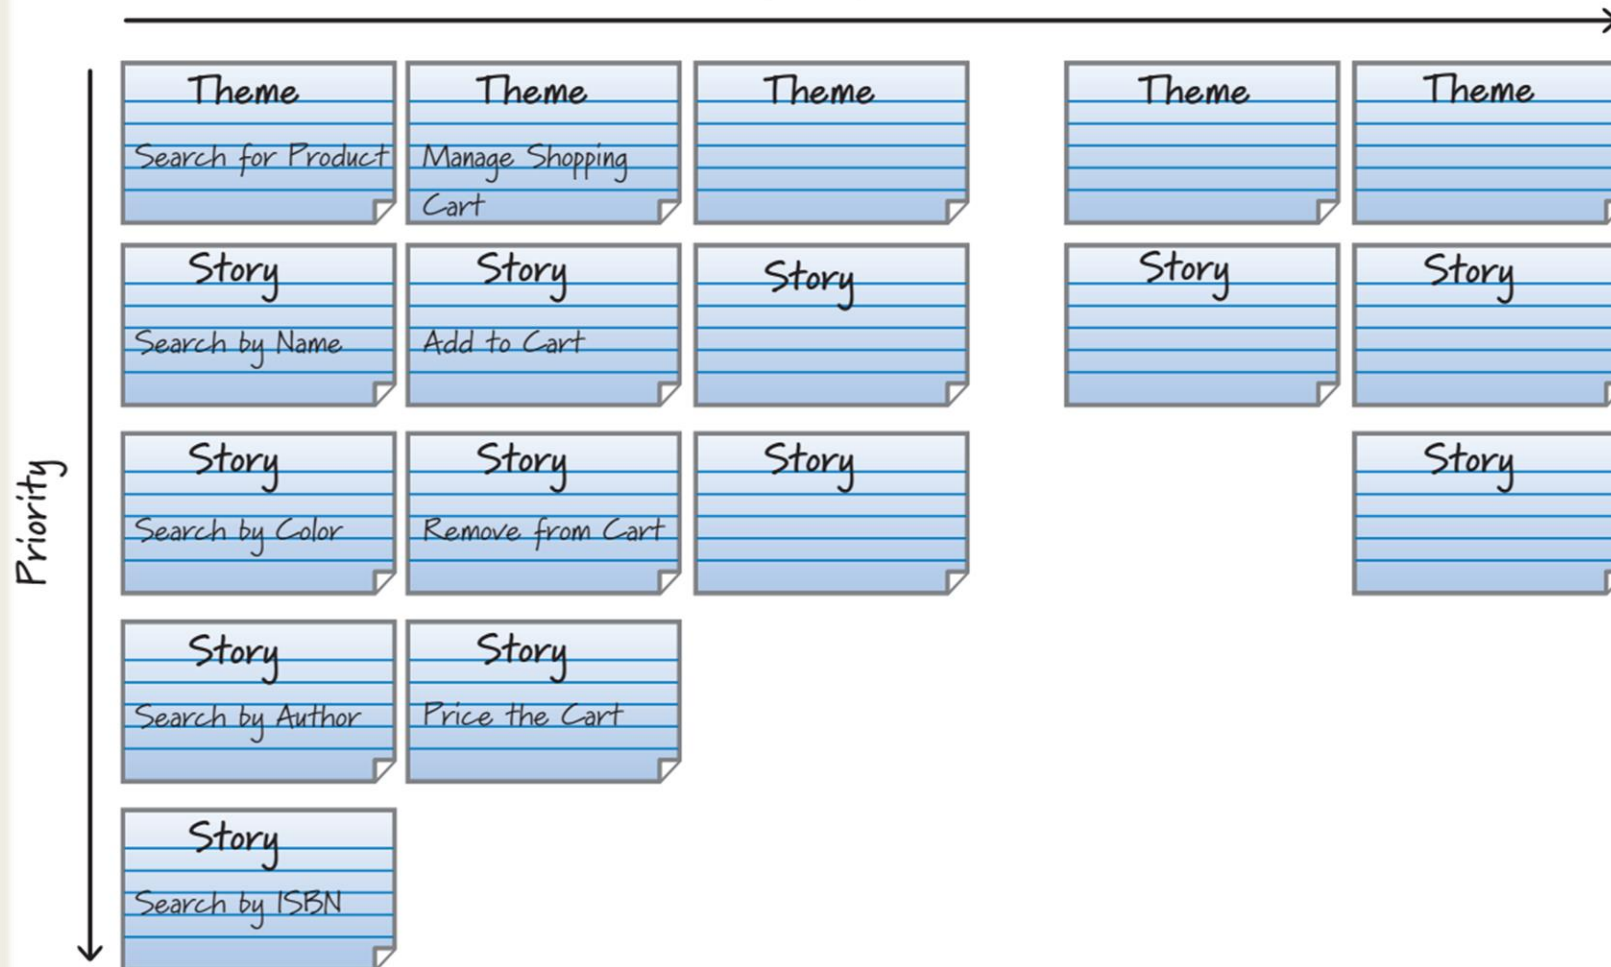 Theme
Theme
Theme
Theme
Theme
Search for Product
Manage Shopping
Cart
Story
Story
Story
Story
Story
Search by Name
Add to Cart
Priority
Story
Story
Story
Story
Search by Color
Remove from Cart
Story
Story
Search by Author
Price the Cart
Story
Search by ISBN